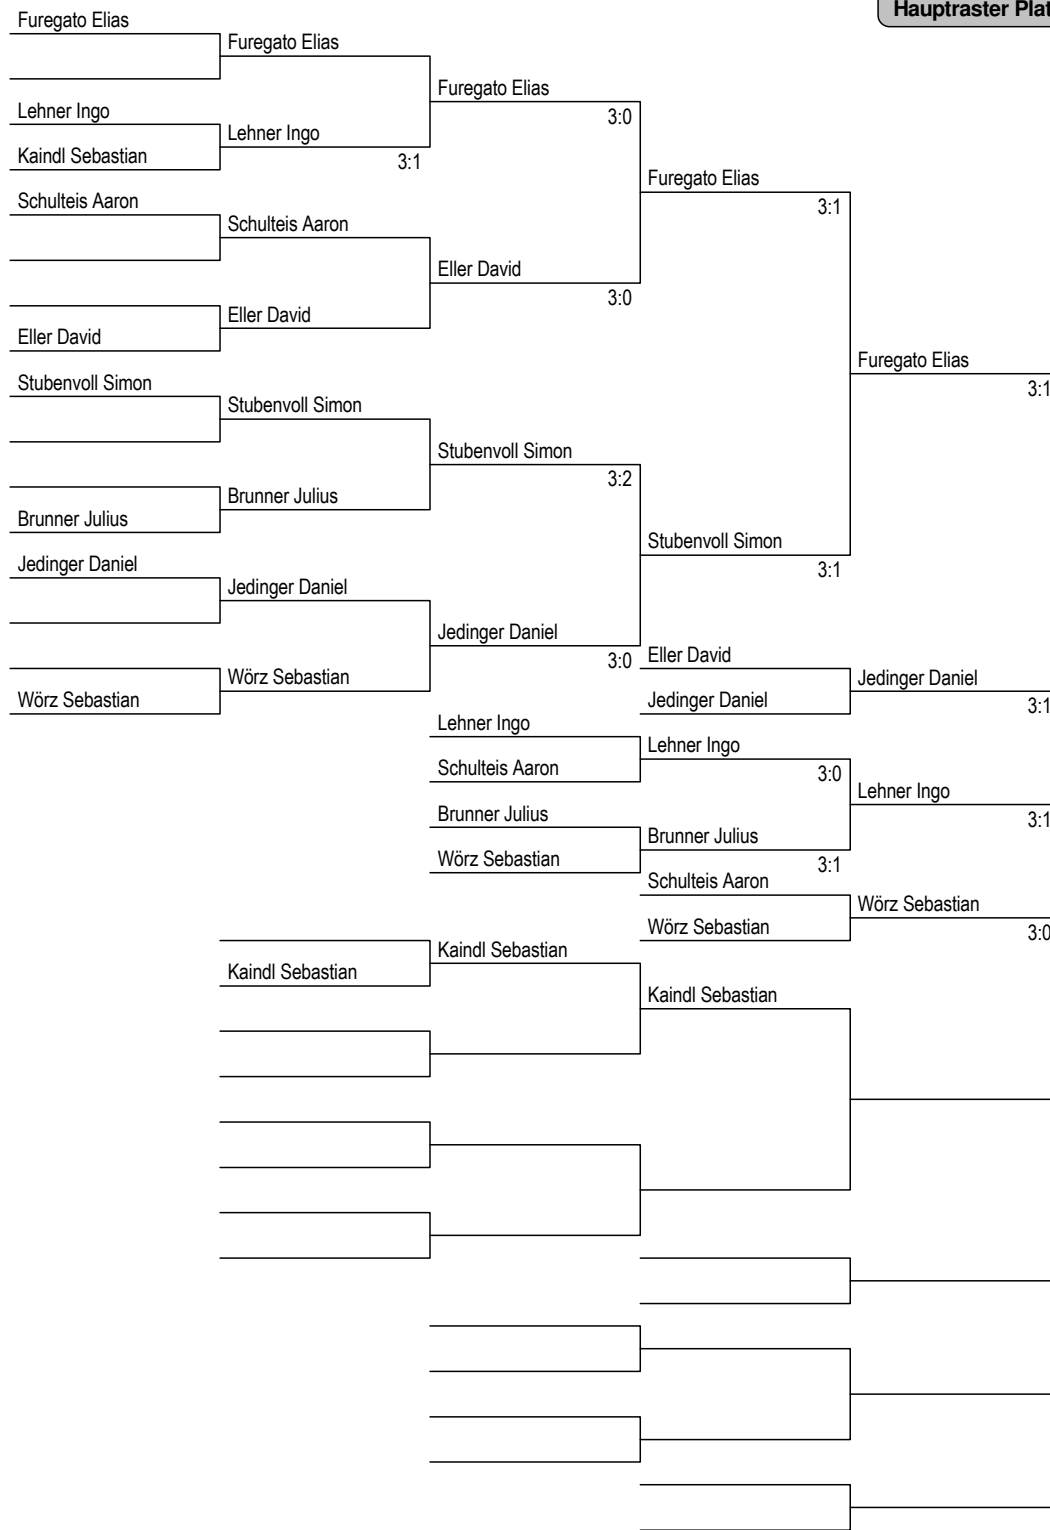 Hauptraster Plat
Furegato Elias
Furegato Elias
Furegato Elias
3:0
Lehner Ingo
Lehner Ingo
3:1
Kaindl Sebastian
Furegato Elias
3:1
Schulteis Aaron
Schulteis Aaron
Eller David
3:0
Eller David
Eller David
Furegato Elias
3:1
Stubenvoll Simon
Stubenvoll Simon
Stubenvoll Simon
3:2
Brunner Julius
Brunner Julius
Stubenvoll Simon
3:1
Jedinger Daniel
Jedinger Daniel
Jedinger Daniel
3:0
Wörz Sebastian
Wörz Sebastian
Eller David
Jedinger Daniel
3:1
Jedinger Daniel
Lehner Ingo
Lehner Ingo
3:0
Schulteis Aaron
Lehner Ingo
3:1
Brunner Julius
Brunner Julius
3:1
Wörz Sebastian
Schulteis Aaron
Wörz Sebastian
3:0
Wörz Sebastian
Kaindl Sebastian
Kaindl Sebastian
Kaindl Sebastian